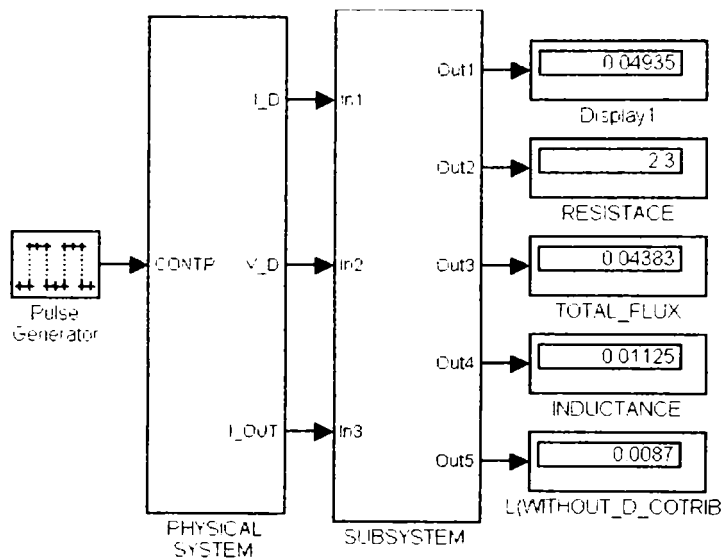 Pulse
Generator
CONTP
I_D
V_D
I_OUT
PHYSICAL
SYSTEM
In1
In2
In3
Out1
Out2
Out3
Out4
Out5
SUBSYSTEM
0.04935
Display1
2.3
RESISTACE
0.04383
TOTAL_FLUX
0.01125
INDUCTANCE
0.0087
L(WITHOUT_D_COTRIB